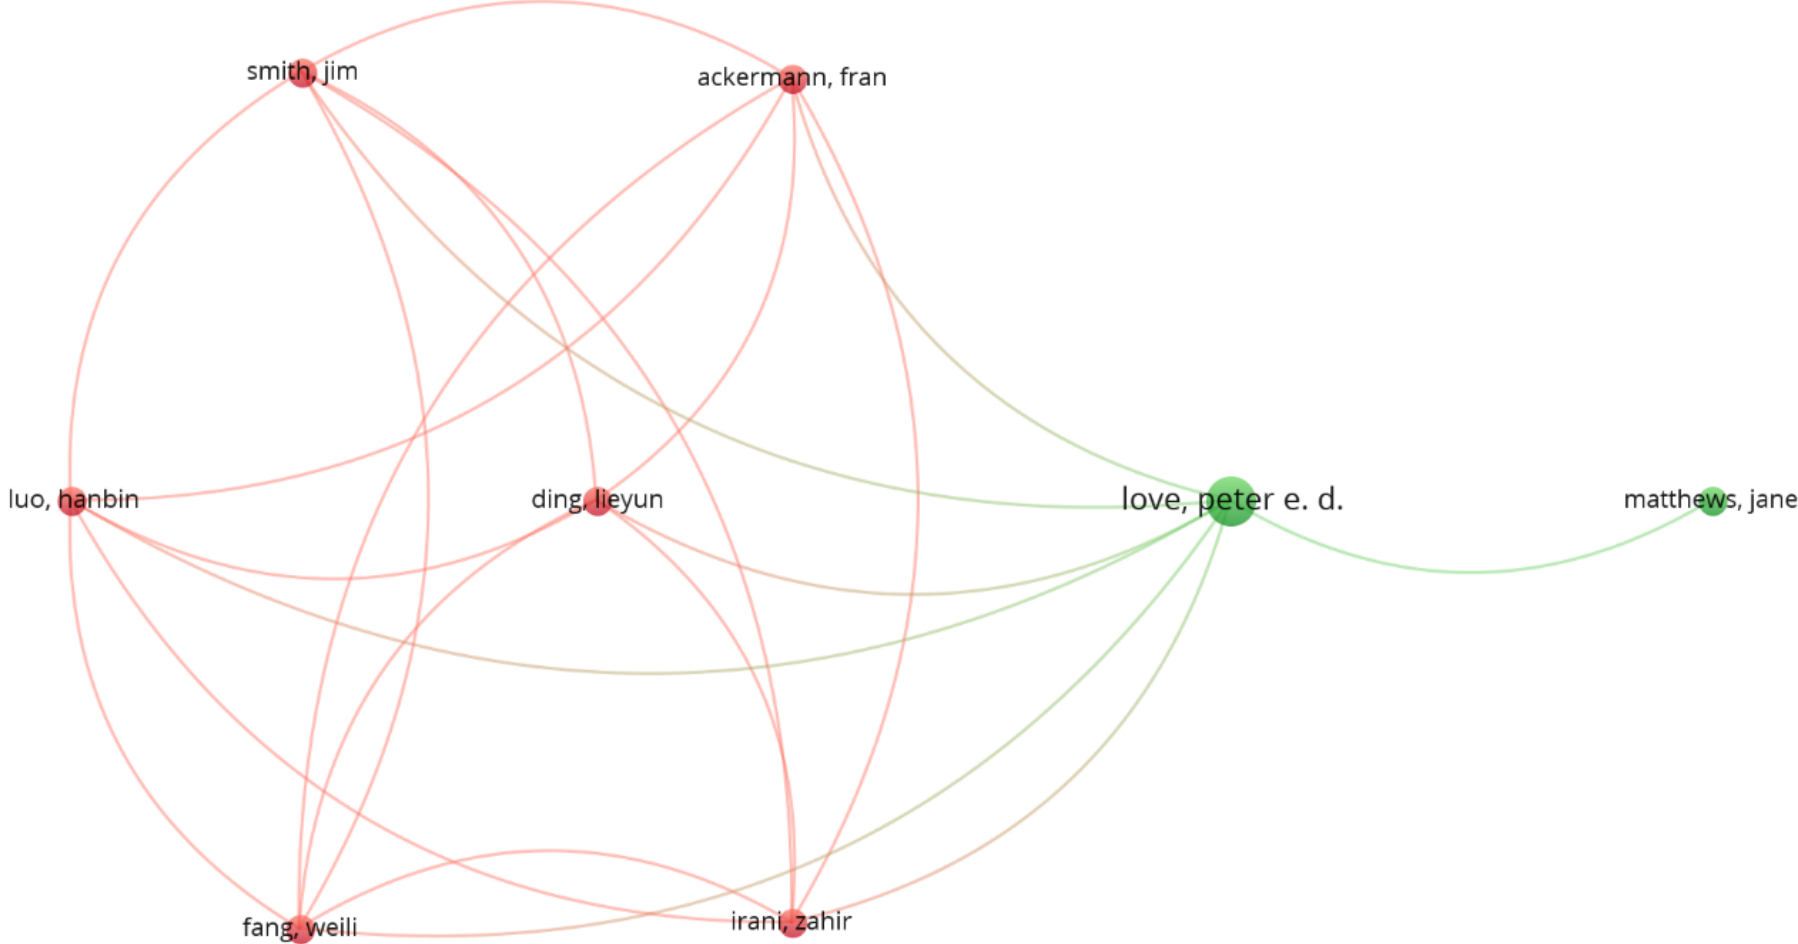 smith, jim
ackermann, fran
luo, hanbin
ding, lieyun
love, peter e. d.
matthews, jane
fang, weili
irani, zahir